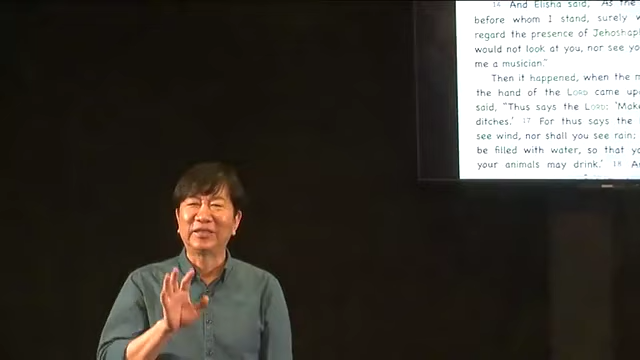 14 And Elisha said, "As the
before whom I stand, surely w
regard the presence of Jehoshaph
would not look at you, nor see yo
me a musician."
Then it happened, when the m
the hand of the LORD came upo
said, "Thus says the LORD: 'Make
ditches.' 17 For thus says the
see wind, nor shall you see rain;
be filled with water, so that yo
your animals may drink.' 18 A